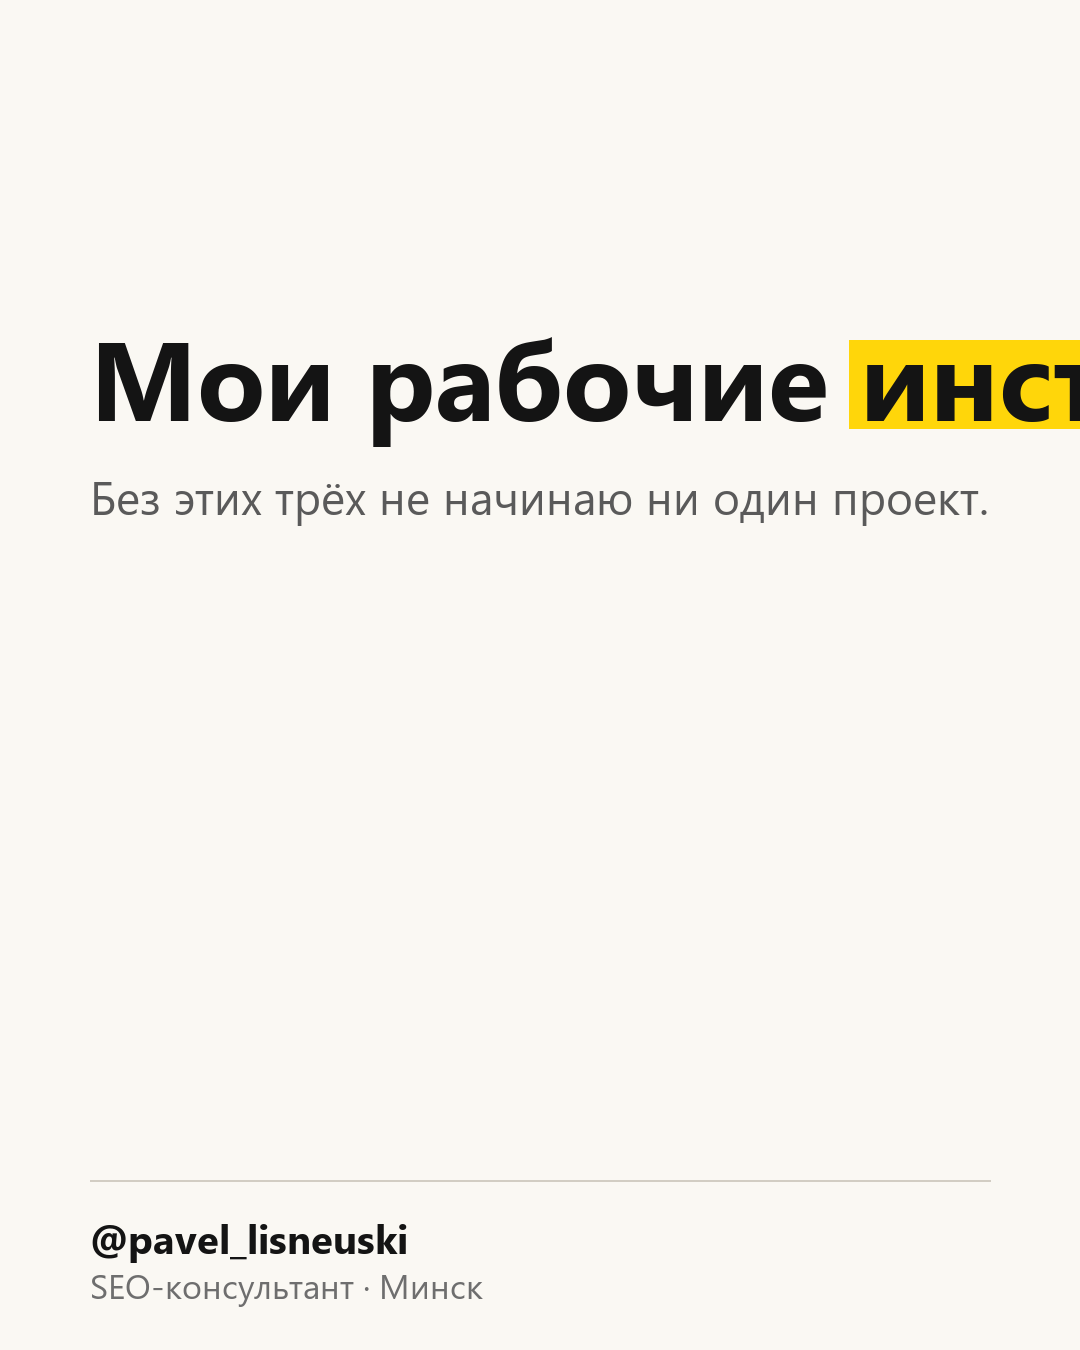 Мои рабочие инст
Без этих трёх не начинаю ни один проект.
@pavel_lisneuski
SEO-консультант · Минск